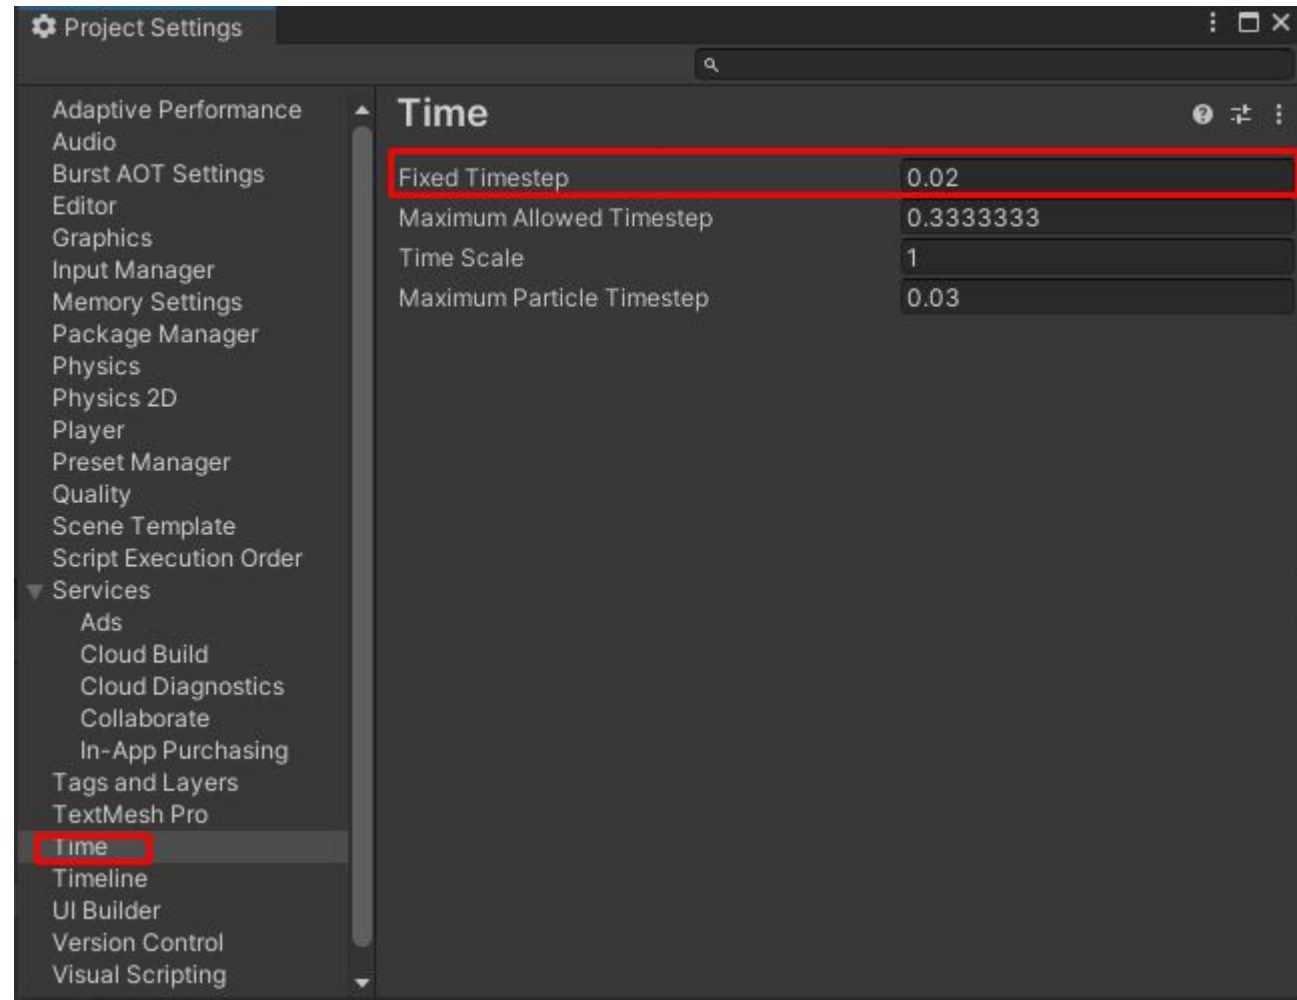 Project Settings
Adaptive Performance
Audio
Burst AOT Settings
Editor
Graphics
Input Manager
Memory Settings
Package Manager
Physics
Physics 2D
Player
Preset Manager
Quality
Scene Template
Script Execution Order
Services
Ads
Cloud Build
Cloud Diagnostics
Collaborate
In-App Purchasing
Tags and Layers
TextMesh Pro
Time
Timeline
UI Builder
Version Control
Visual Scripting
Time
Fixed Timestep 0.02
Maximum Allowed Timestep 0.3333333
Time Scale 1
Maximum Particle Timestep 0.03